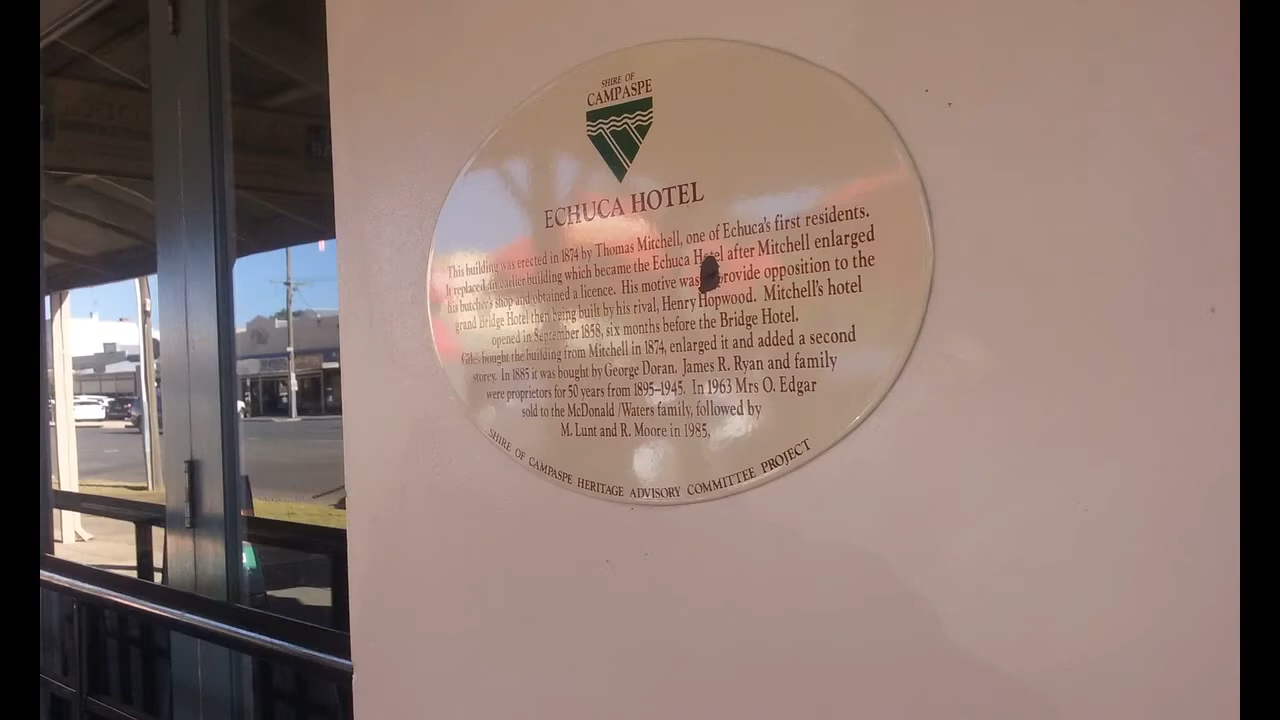 SHIRE OF
CAMPASPE
ECHUCA HOTEL
This building was erected in 1874 by Thomas Mitchell, one of Echuca's first residents.
It replaced an earlier building which became the Echuca Hotel after Mitchell enlarged
his butcher's shop and obtained a licence. His motive was provide opposition to the
grand Bridge Hotel then being built by his rival, Henry Hopwood. Mitchell's hotel
opened in September 1858, six months before the Bridge Hotel.
Giles bought the building from Mitchell in 1874, enlarged it and added a second
storey. In 1885 it was bought by George Doran. James R. Ryan and family
were proprietors for 50 years from 1895–1945. In 1963 Mrs O. Edgar
sold to the McDonald / Waters family, followed by
M. Lunt and R. Moore in 1985.
SHIRE OF CAMPASPE HERITAGE ADVISORY COMMITTEE PROJECT